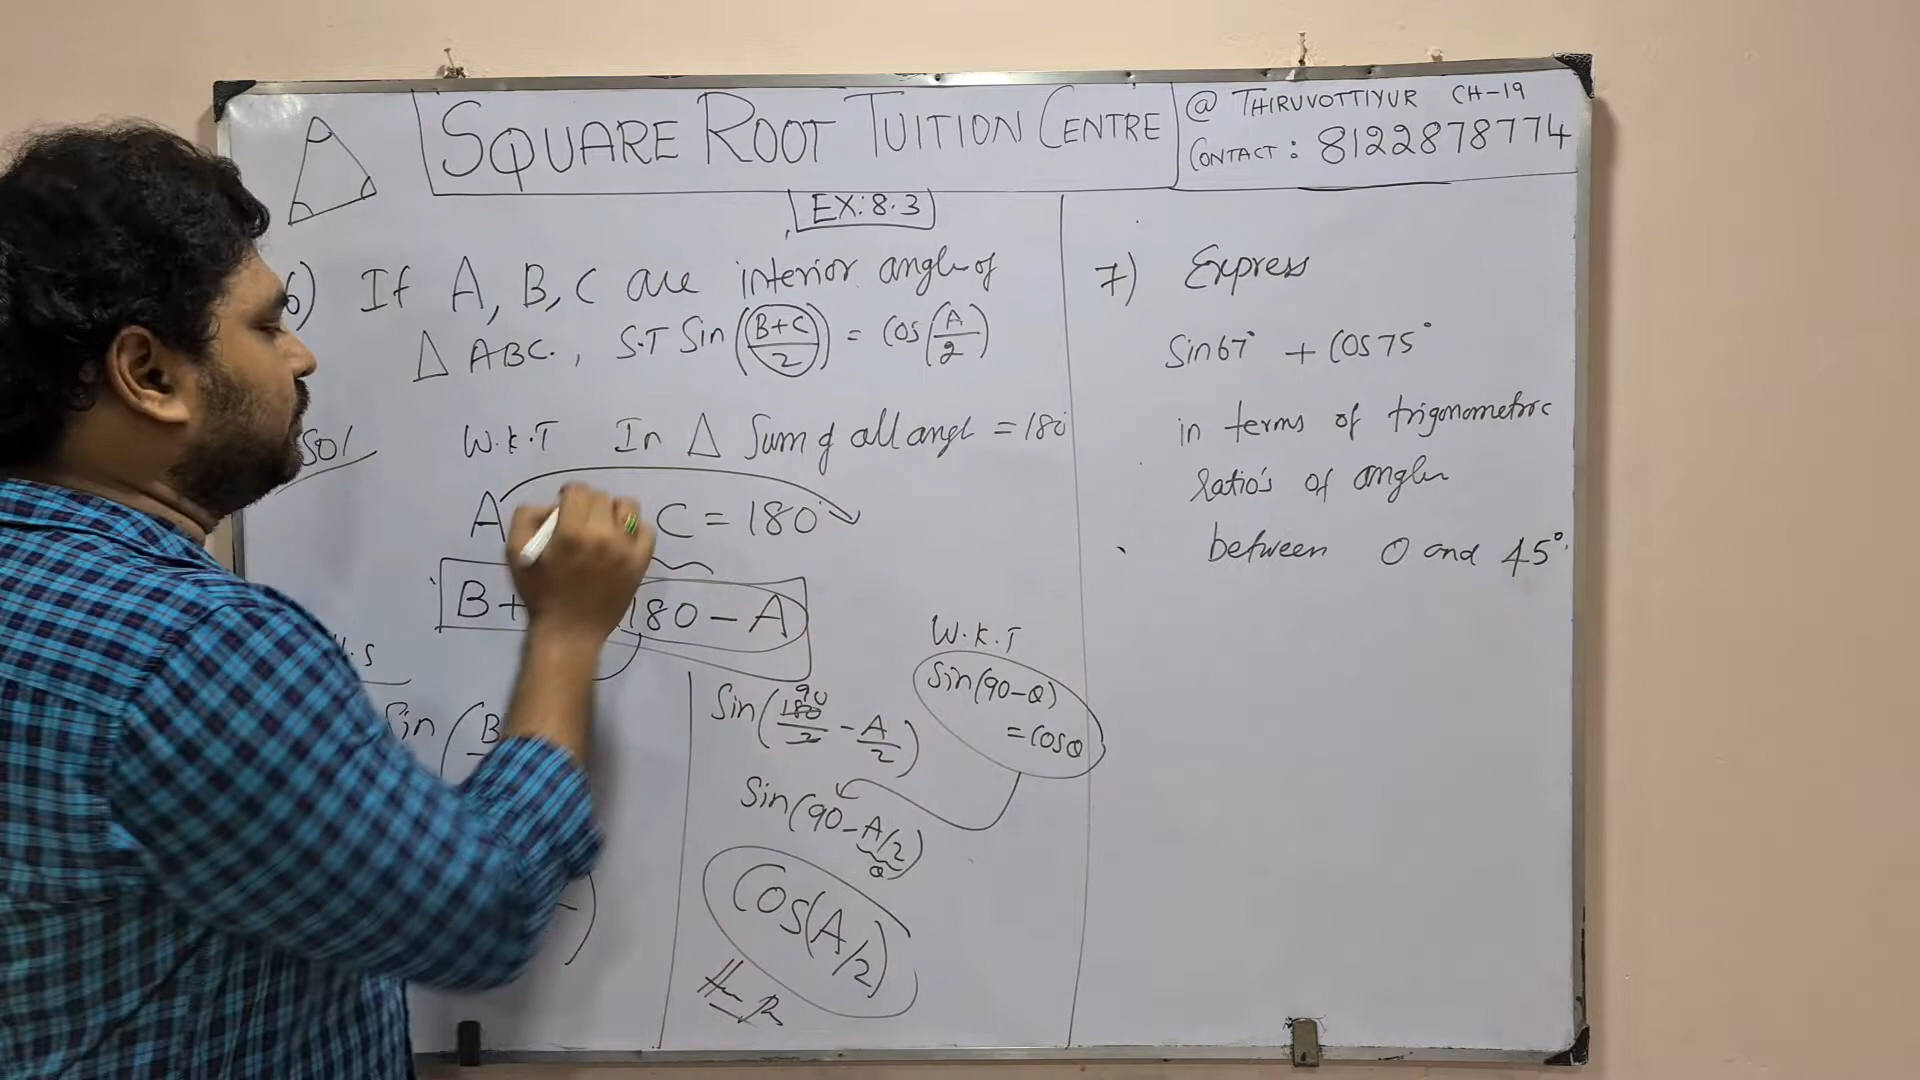 SQUARE ROOT TUITION CENTRE
@ THIRUVOTTIYUR CH-19
CONTACT : 8122878774
EX: 8.3
6) If A, B, C are interior angle of
Δ ABC., S.T Sin (B+C/2) = Cos (A/2)
Sol
W.K.T In Δ Sum of all angl = 180
A C = 180°
B+ 180 - A
.S
Sin (B
Sin (180/2 - A/2)
90
Sin (90 - A/2)
θ
Cos(A/2)
W.K.T
Sin(90-θ)
= Cosθ
7) Express
Sin67° + Cos75°
in terms of trigonometric
ratio's of angles
between 0 and 45°.